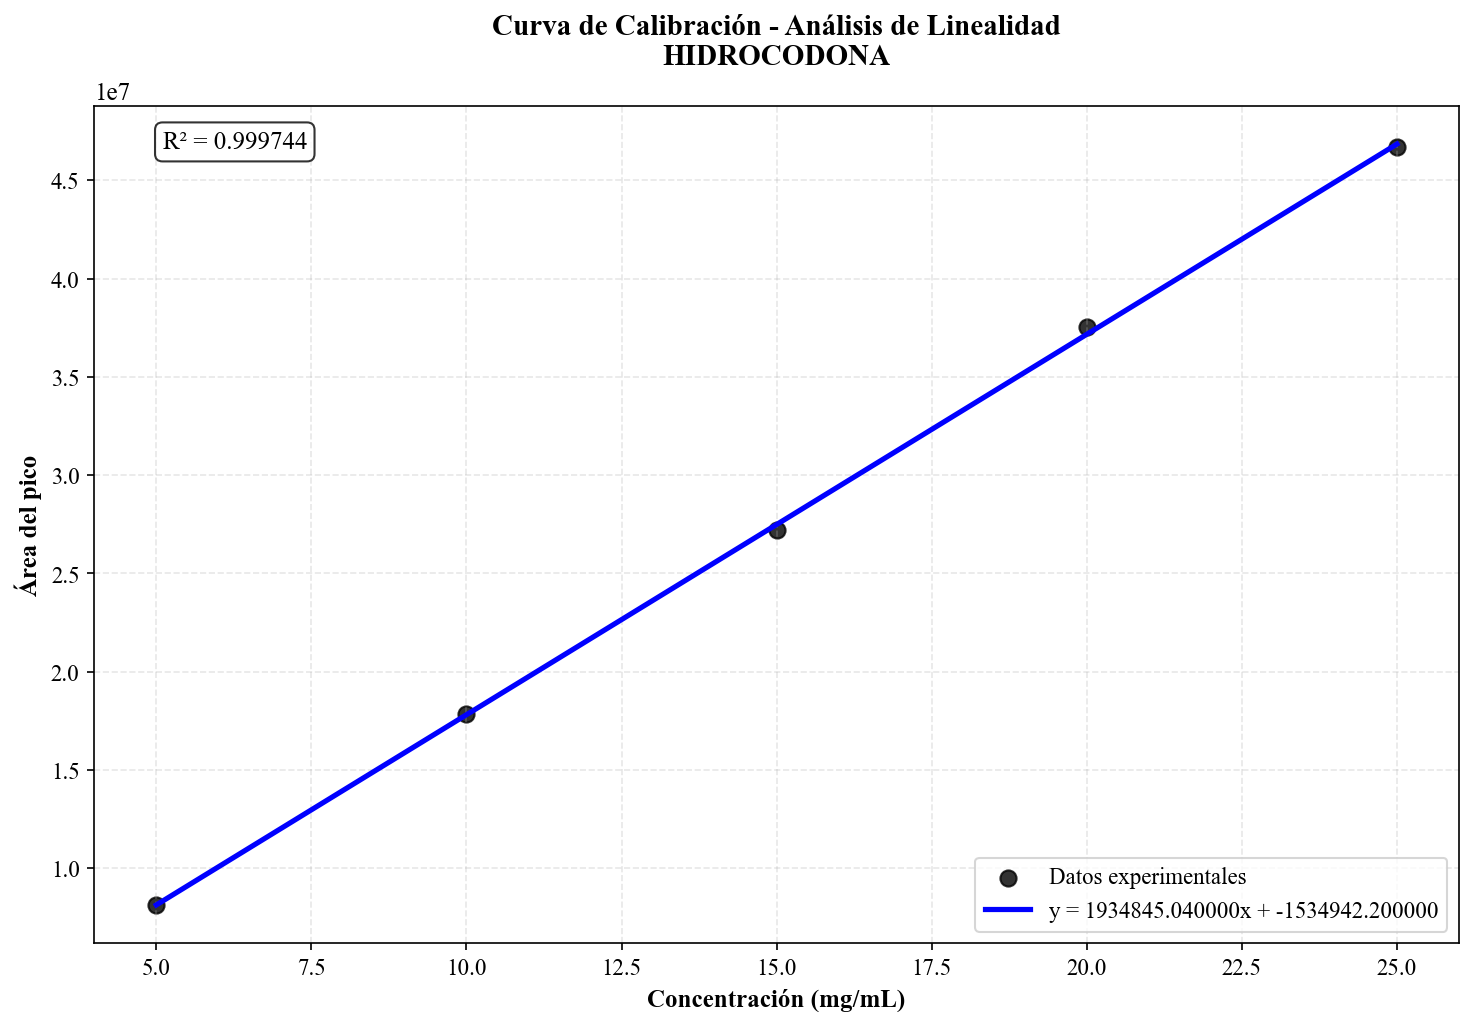 Curva de Calibración - Análisis de Linealidad
HIDROCODONA
1e7
R² = 0.999744
4.5
4.0
3.5
3.0
2.5
2.0
1.5
1.0
Área del pico
Datos experimentales
y = 1934845.040000x + -1534942.200000
5.0 7.5 10.0 12.5 15.0 17.5 20.0 22.5 25.0
Concentración (mg/mL)